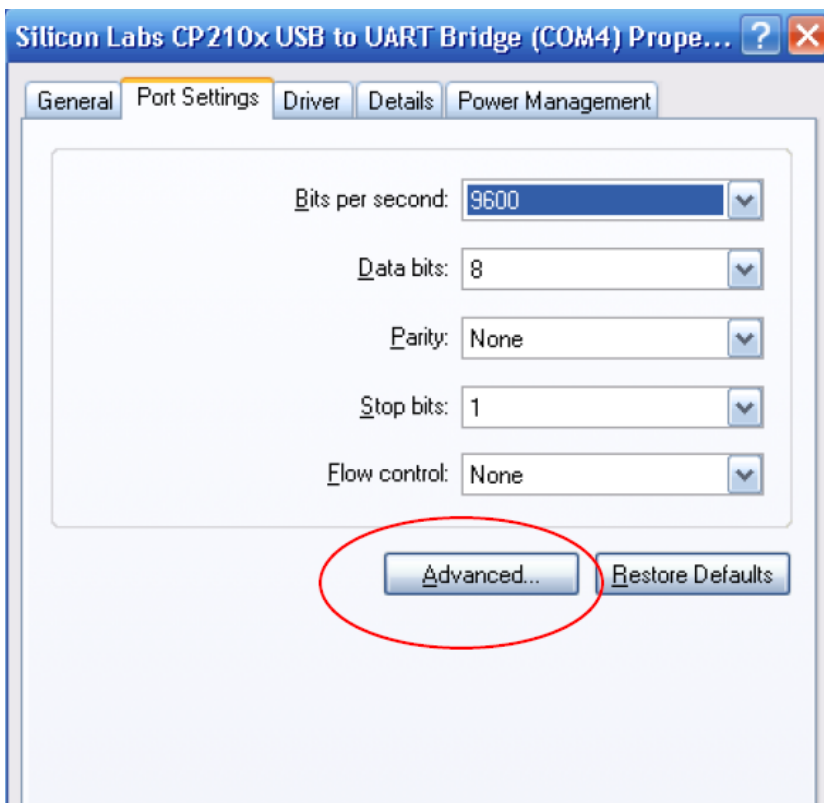 Silicon Labs CP210x USB to UART Bridge (COM4) Prope... ?
General Port Settings Driver Details Power Management
Bits per second: 9600
Data bits: 8
Parity: None
Stop bits: 1
Flow control: None
Advanced... Restore Defaults